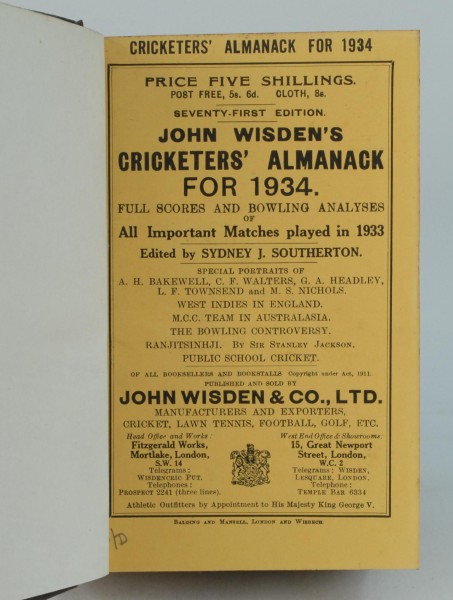 CRICKETERS' ALMANACK FOR 1934
PRICE FIVE SHILLINGS.
POST FREE, 5s. 6d. CLOTH, 8s.
SEVENTY-FIRST EDITION.
JOHN WISDEN'S
CRICKETERS' ALMANACK
FOR 1934.
FULL SCORES AND BOWLING ANALYSES
OF
All Important Matches played in 1933
Edited by SYDNEY J. SOUTHERTON.
SPECIAL PORTRAITS OF
A. H. BAKEWELL, C. F. WALTERS, G. A. HEADLEY,
L. F. TOWNSEND and M. S. NICHOLS.
WEST INDIES IN ENGLAND.
M.C.C. TEAM IN AUSTRALASIA.
THE BOWLING CONTROVERSY.
RANJITSINHJI, By Sir Stanley Jackson.
PUBLIC SCHOOL CRICKET.
OF ALL BOOKSELLERS AND BOOKSTALLS Copyright under Act, 1911.
PUBLISHED AND SOLD BY
JOHN WISDEN & CO., LTD.
MANUFACTURERS AND EXPORTERS,
CRICKET, LAWN TENNIS, FOOTBALL, GOLF, ETC.
Head Office and Works:
Fitzgerald Works,
Mortlake, London,
S.W. 14
Telegrams:
Wisdencric Put.
Telephones:
Prospect 2241 (three lines).
West End Office & Showrooms:
15, Great Newport
Street, London,
W.C. 2
Telegrams: Wisden,
Lesquare, London.
Telephone:
Temple Bar 6334
Athletic Outfitters by Appointment to His Majesty King George V.
Balding and Mansell, London and Wisbech.